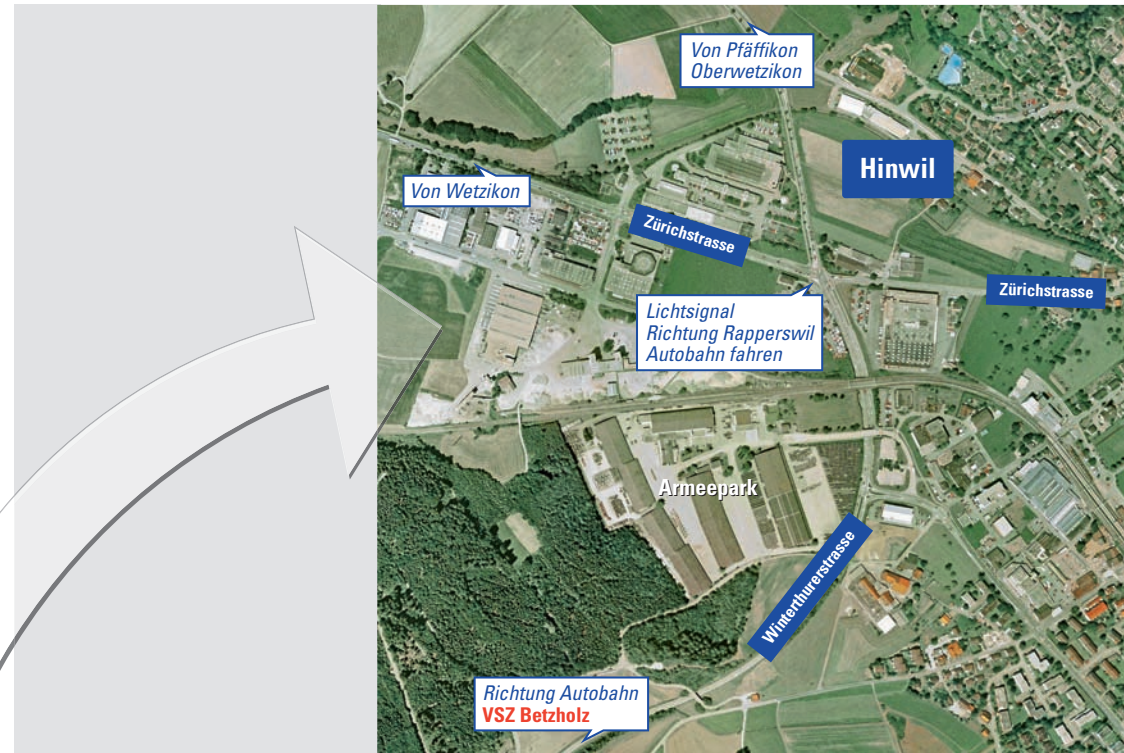 Von Pfäffikon
Oberwetzikon
Hinwil
Von Wetzikon
Zürichstrasse
Zürichstrasse
Lichtsignal
Richtung Rapperswil
Autobahn fahren
Armeepark
Winterthurerstrasse
Richtung Autobahn
VSZ Betzholz